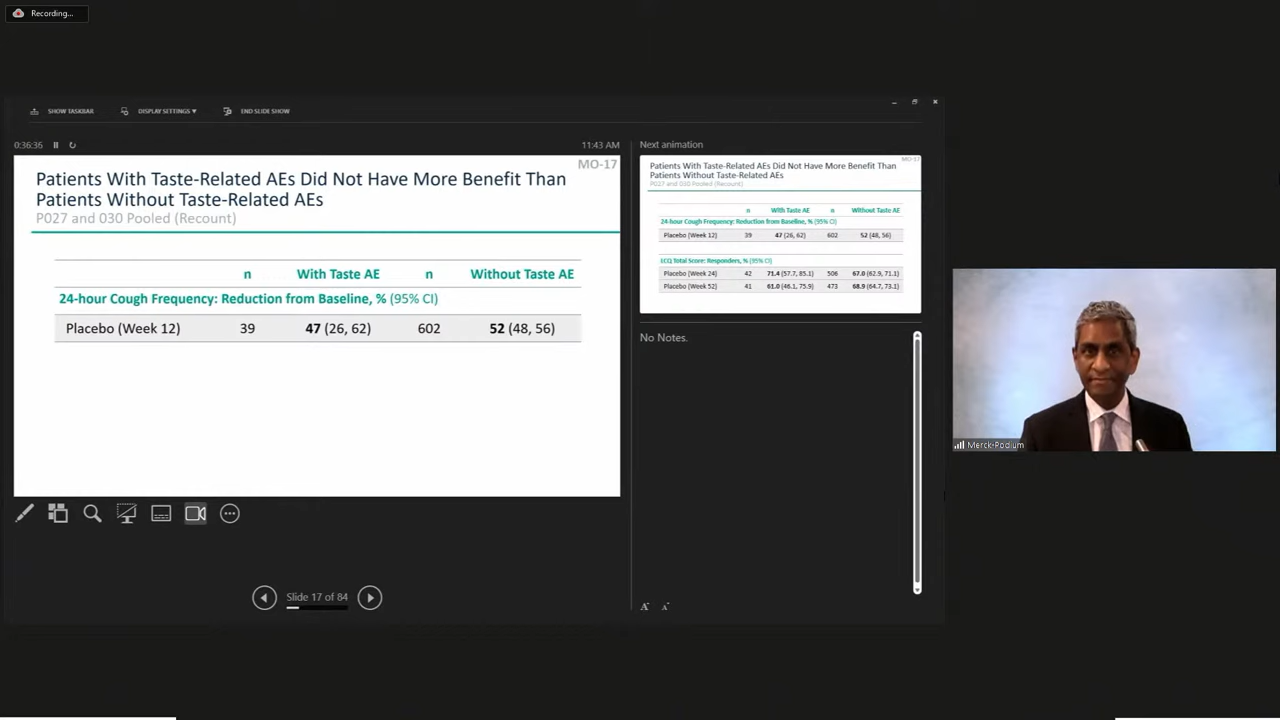 Recording...
SHOW TASKBAR
DISPLAY SETTINGS ▾
END SLIDE SHOW
0:36:36
11:43 AM
MO-17
Patients With Taste-Related AEs Did Not Have More Benefit Than
Patients Without Taste-Related AEs
P027 and 030 Pooled (Recount)
n With Taste AE n Without Taste AE
24-hour Cough Frequency: Reduction from Baseline, % (95% CI)
Placebo (Week 12) 39 47 (26, 62) 602 52 (48, 56)
Slide 17 of 84
Next animation
MO-17
Patients With Taste-Related AEs Did Not Have More Benefit Than
Patients Without Taste-Related AEs
P027 and 030 Pooled (Recount)
n With Taste AE n Without Taste AE
24-hour Cough Frequency: Reduction from Baseline, % (95% CI)
Placebo (Week 12) 39 47 (26, 62) 602 52 (48, 56)
LCQ Total Score: Responders, % (95% CI)
Placebo (Week 24) 42 71.4 (57.7, 85.1) 506 67.0 (62.9, 71.1)
Placebo (Week 52) 41 61.0 (46.1, 75.9) 473 68.9 (64.7, 73.1)
No Notes.
A A
Merck-Podium